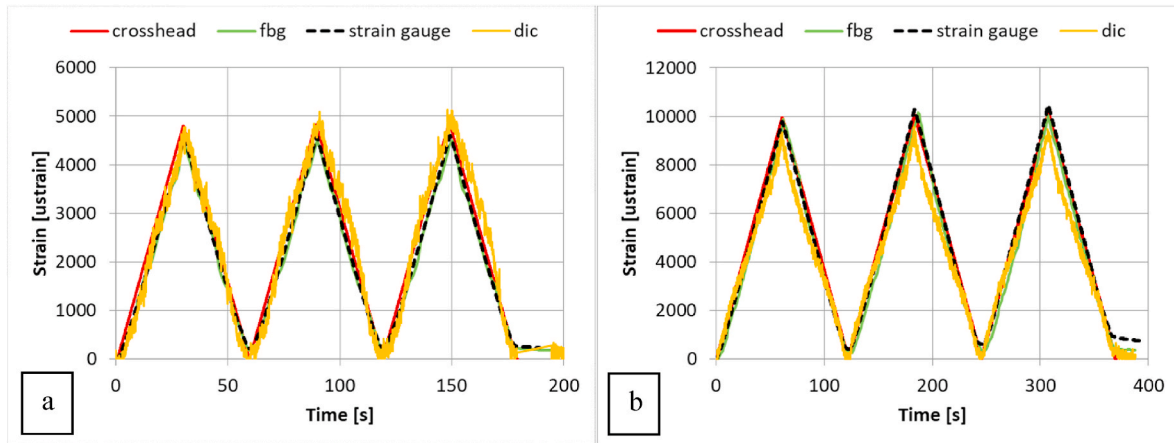 crosshead fbg strain gauge dic
6000
5000
4000
3000
2000
1000
0
Strain [ustrain]
0 50 100 150 200
Time [s]
a
crosshead fbg strain gauge dic
12000
10000
8000
6000
4000
2000
0
Strain [ustrain]
0 100 200 300 400
Time [s]
b